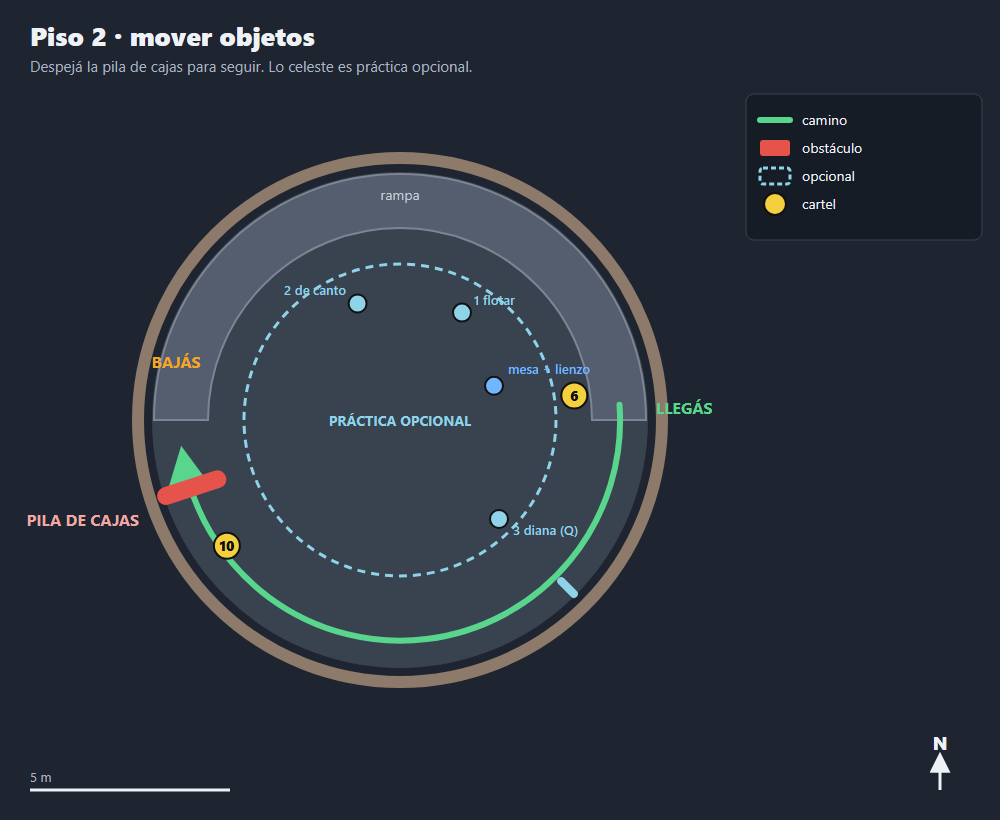 Piso 2 · mover objetos
Despejá la pila de cajas para seguir. Lo celeste es práctica opcional.
camino
obstáculo
opcional
cartel
rampa
2 de canto
1 flotar
BAJÁS
mesa + lienzo
6
LLEGÁS
PRÁCTICA OPCIONAL
PILA DE CAJAS
3 diana (Q)
10
N
5 m